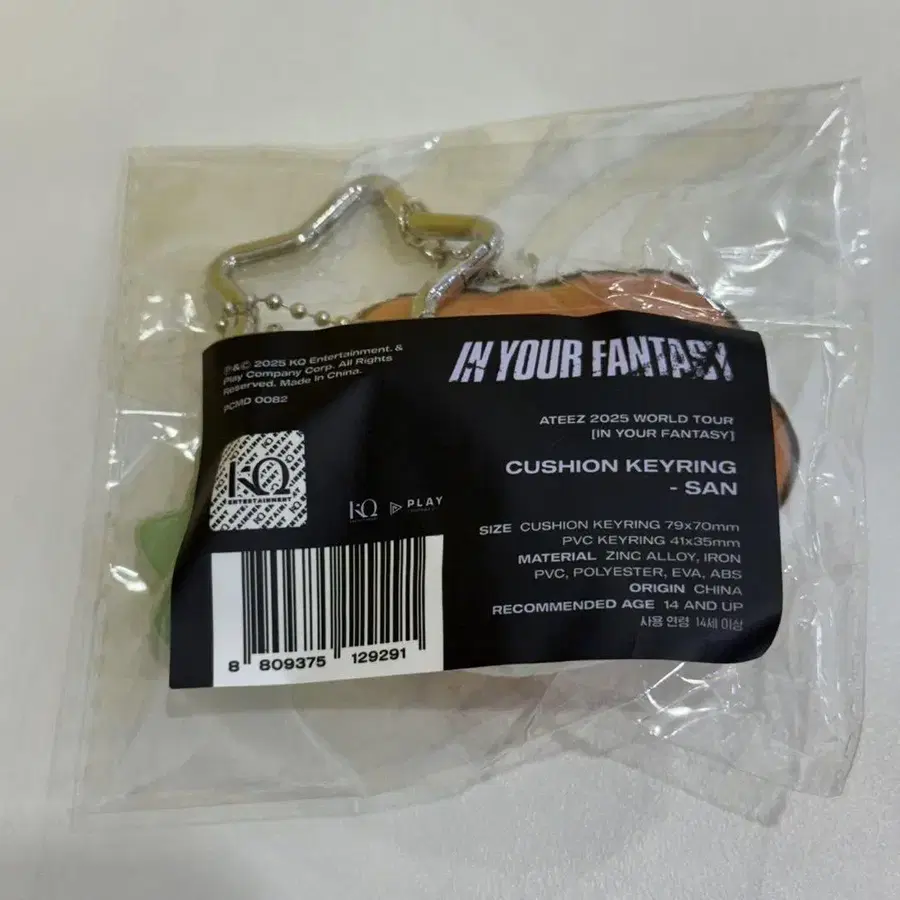 ℗&© 2025 KQ Entertainment. &
Play Company Corp. All Rights
Reserved. Made in China.
PCMD 0082
IN YOUR FANTASY
ATEEZ 2025 WORLD TOUR
[IN YOUR FANTASY]
CUSHION KEYRING
- SAN
KQ
ENTERTAINMENT
KQ
PLAY
SIZE CUSHION KEYRING 79x70mm
PVC KEYRING 41x35mm
MATERIAL ZINC ALLOY, IRON
PVC, POLYESTER, EVA, ABS
ORIGIN CHINA
RECOMMENDED AGE 14 AND UP
사용 연령 14세 이상
8 809375 129291